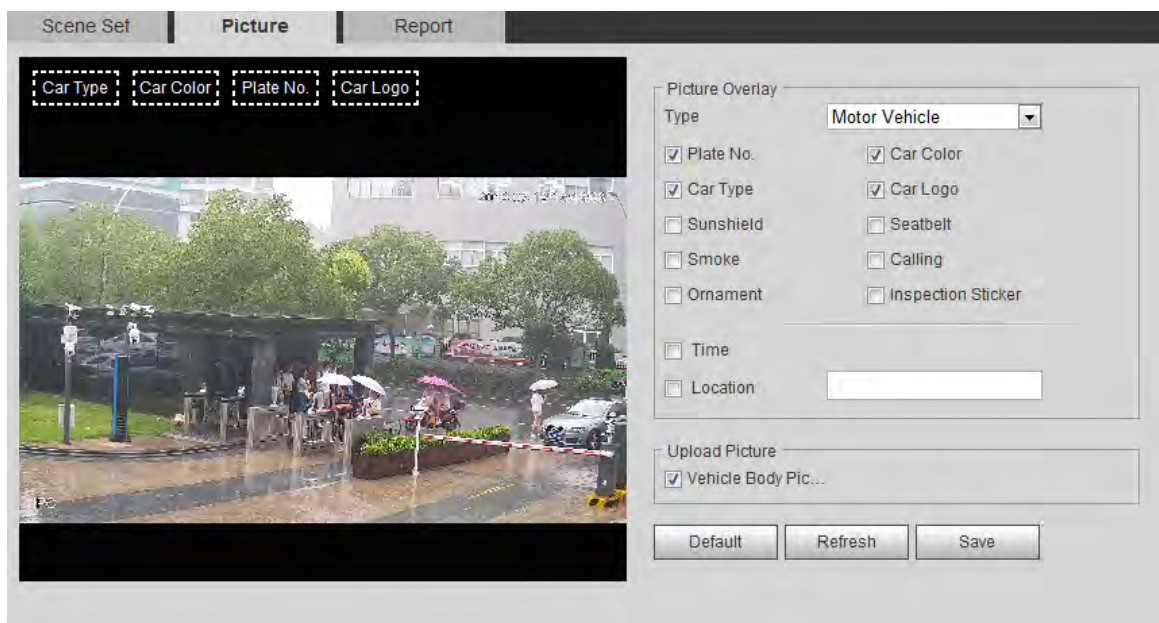 Scene Set Picture Report
Car Type Car Color Plate No. Car Logo
Picture Overlay
Type Motor Vehicle
Plate No. Car Color
Car Type Car Logo
Sunshield Seatbelt
Smoke Calling
Ornament Inspection Sticker
Time
Location
Upload Picture
Vehicle Body Pic...
Default Refresh Save